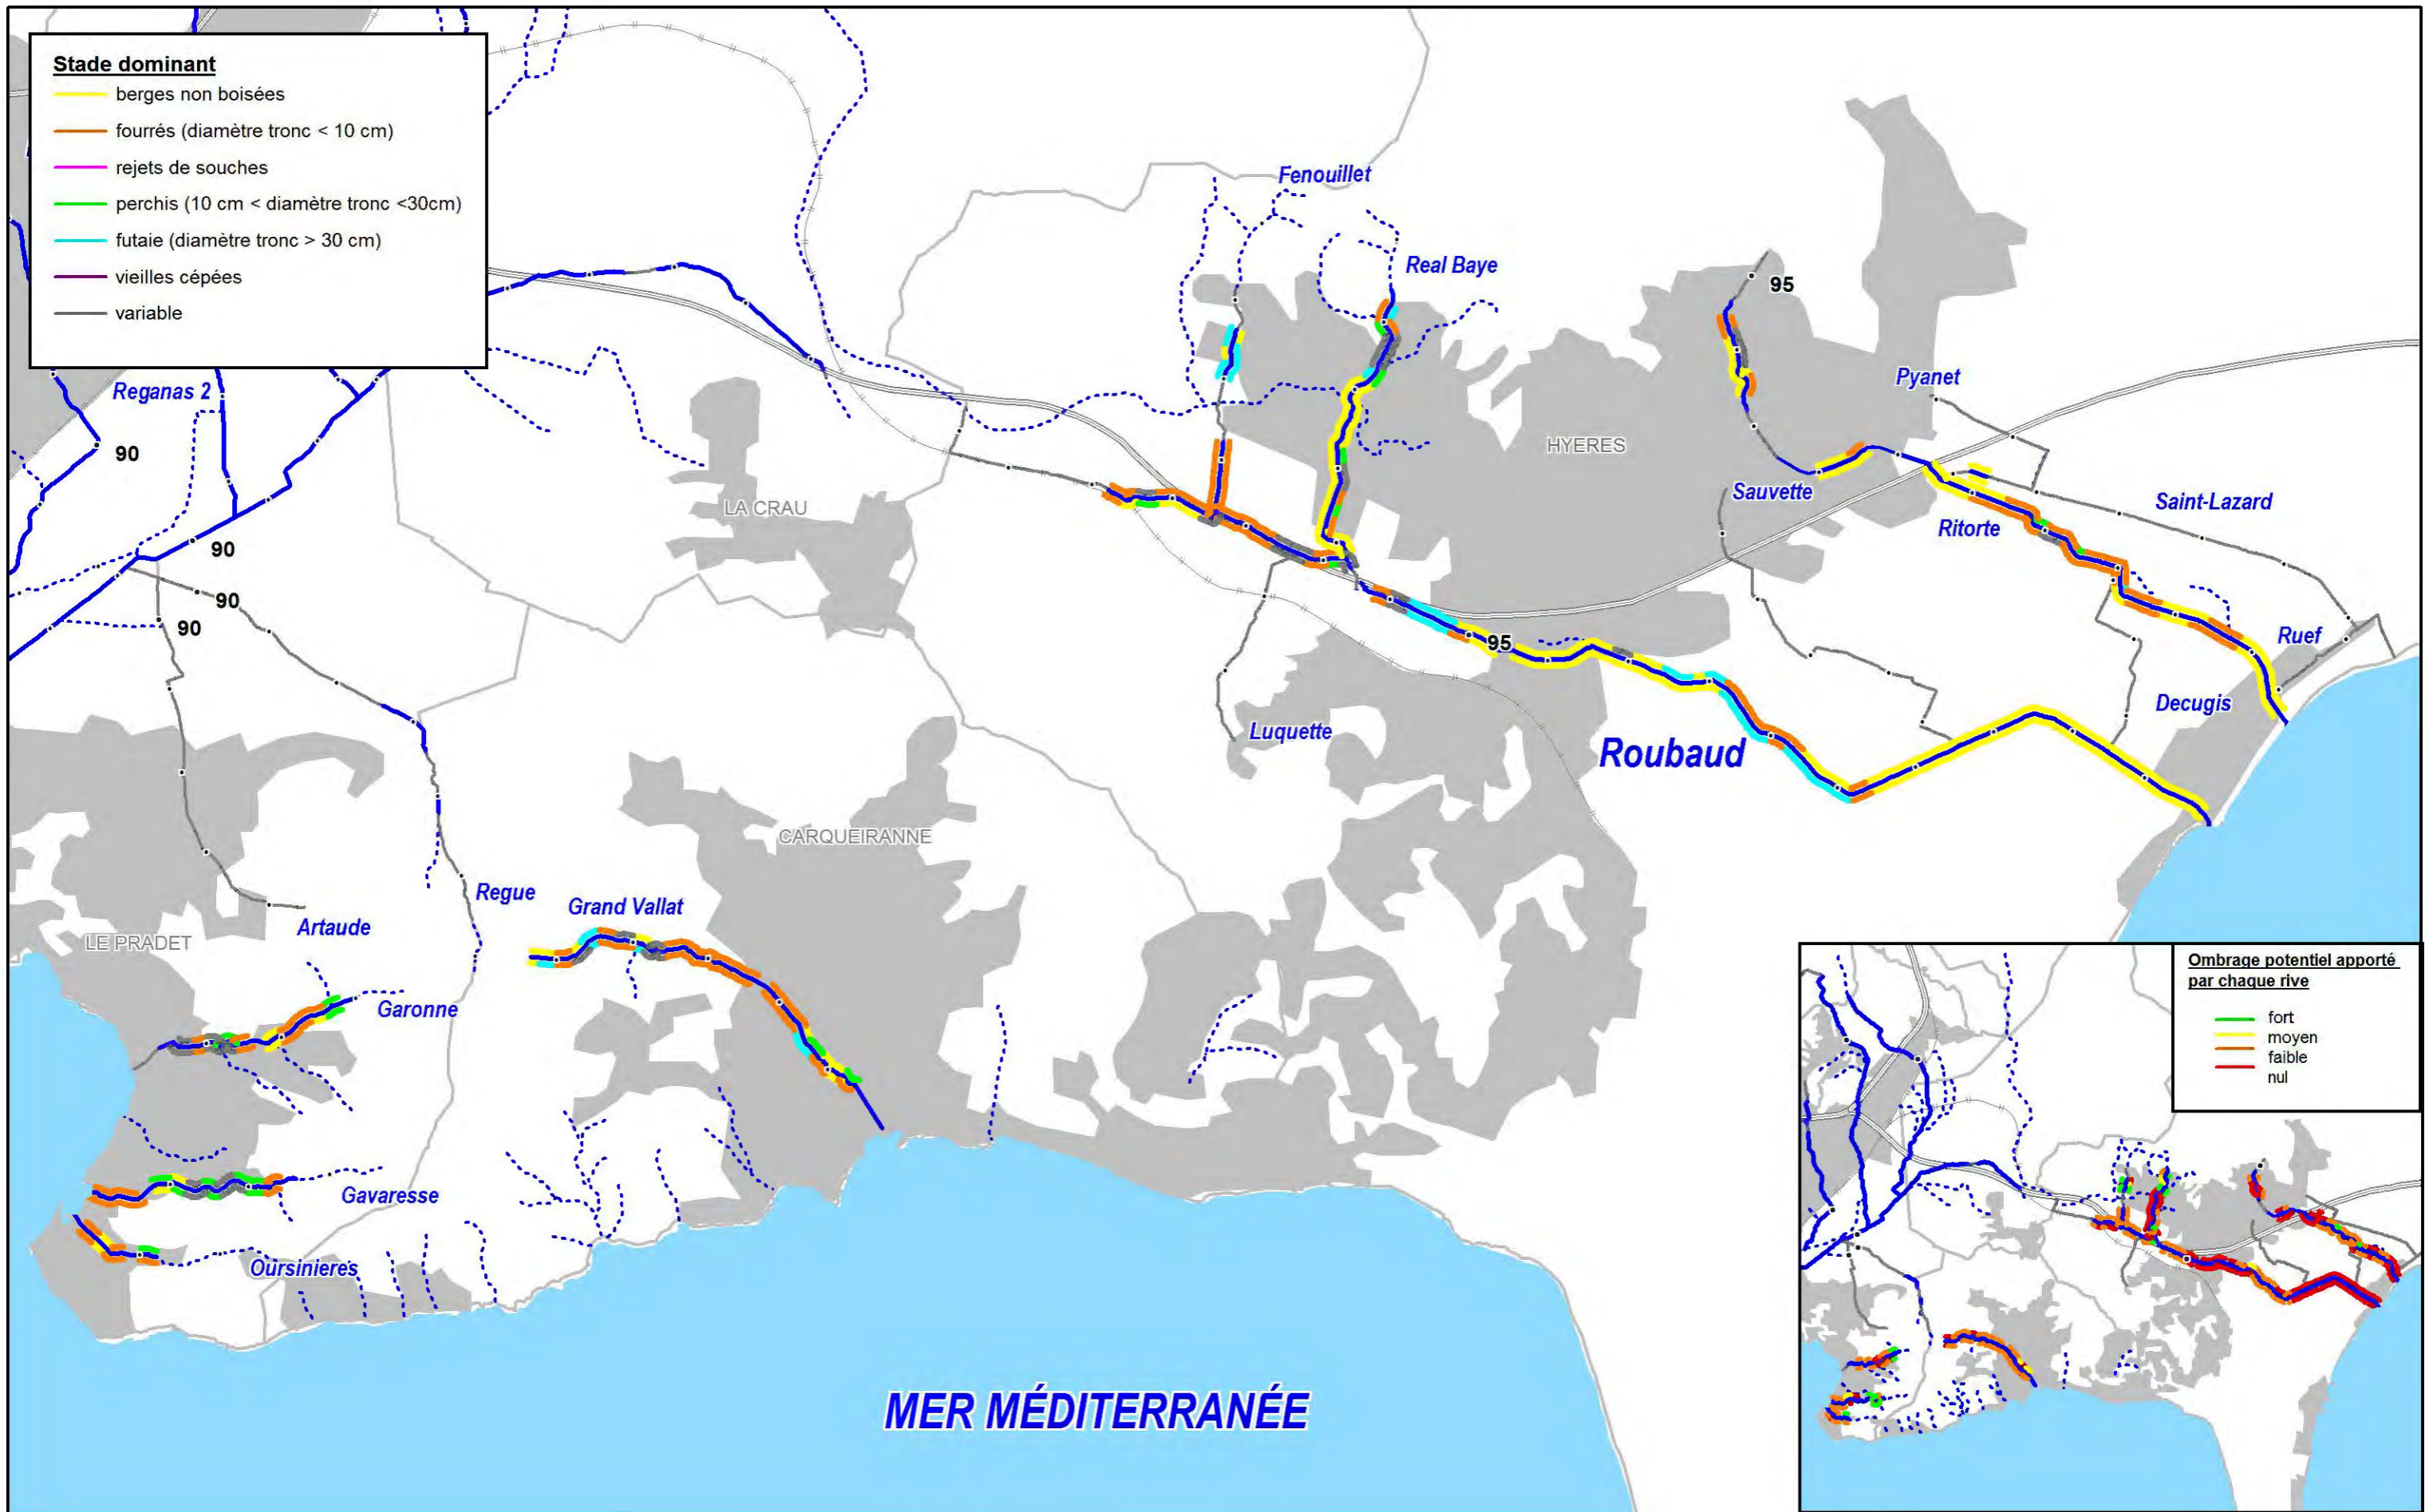 Stade dominant
berges non boisées
fourrés (diamètre tronc < 10 cm)
rejets de souches
perchis (10 cm < diamètre tronc <30cm)
futaie (diamètre tronc > 30 cm)
vieilles cépées
variable
Fenouillet
Real Baye
95
Reganas 2
Pyanet
90
HYERES
LA CRAU
Sauvette
Saint-Lazard
Ritorte
90
90
90
95
Ruef
Decugis
Luquette
Roubaud
CARQUEIRANNE
Regue
Grand Vallat
Artaude
LE PRADET
Garonne
Gavaresse
Oursinieres
MER MÉDITERRANÉE
Ombrage potentiel apporté
par chaque rive
fort
moyen
faible
nul